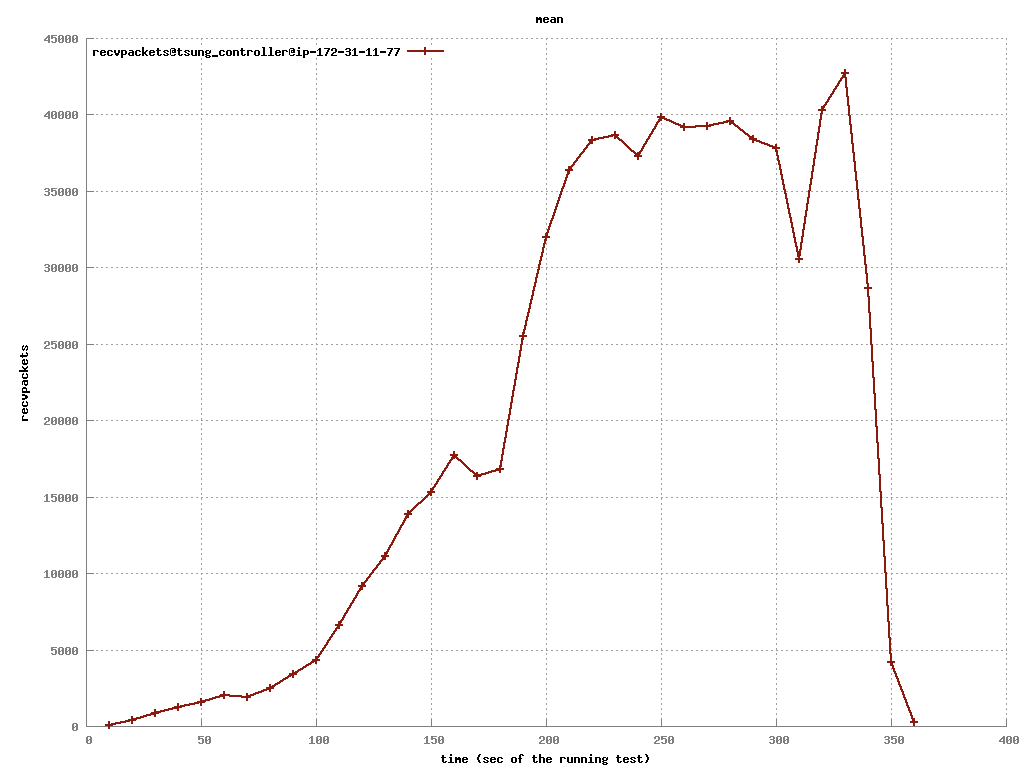 mean
recvpackets@tsung_controller@ip-172-31-11-77
45000
40000
35000
30000
25000
20000
15000
10000
5000
0
recvpackets
0 50 100 150 200 250 300 350 400
time (sec of the running test)